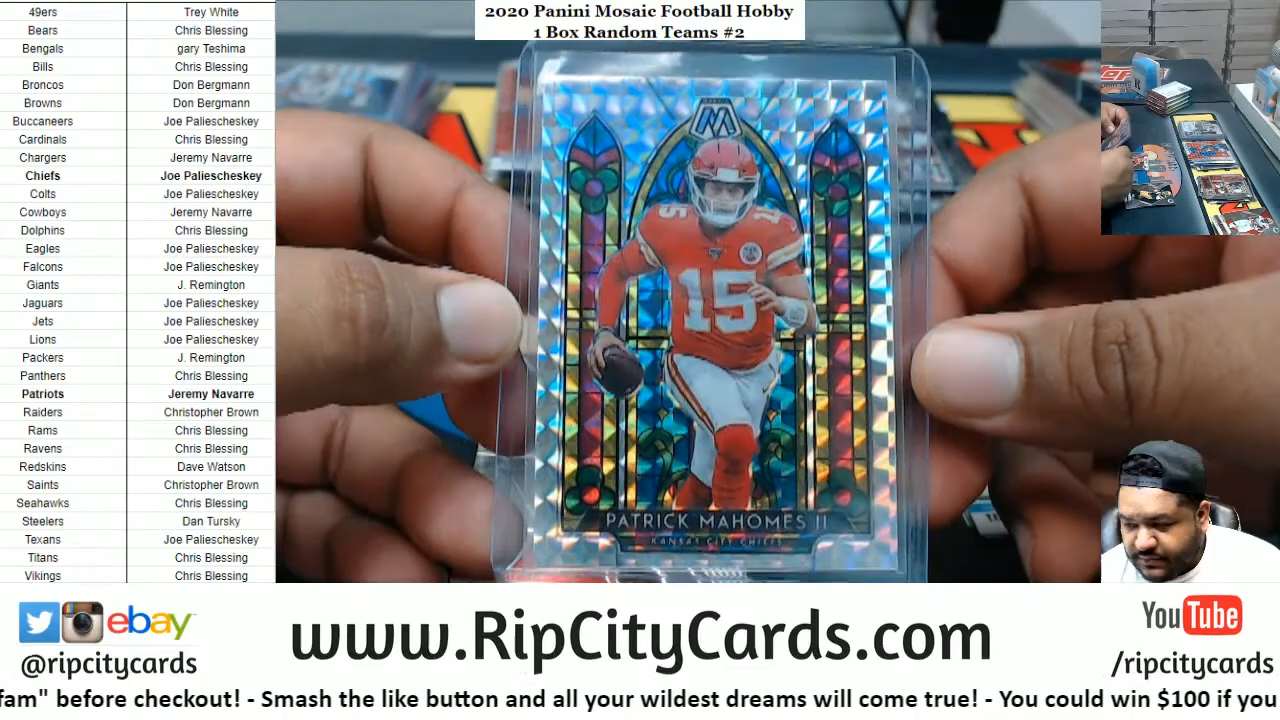 49ers Trey White
Bears Chris Blessing
Bengals gary Teshima
Bills Chris Blessing
Broncos Don Bergmann
Browns Don Bergmann
Buccaneers Joe Paliescheskey
Cardinals Chris Blessing
Chargers Jeremy Navarre
Chiefs Joe Paliescheskey
Colts Joe Paliescheskey
Cowboys Jeremy Navarre
Dolphins Chris Blessing
Eagles Joe Paliescheskey
Falcons Joe Paliescheskey
Giants J. Remington
Jaguars Joe Paliescheskey
Jets Joe Paliescheskey
Lions Joe Paliescheskey
Packers J. Remington
Panthers Chris Blessing
Patriots Jeremy Navarre
Raiders Christopher Brown
Rams Chris Blessing
Ravens Chris Blessing
Redskins Dave Watson
Saints Christopher Brown
Seahawks Chris Blessing
Steelers Dan Tursky
Texans Joe Paliescheskey
Titans Chris Blessing
Vikings Chris Blessing
2020 Panini Mosaic Football Hobby
1 Box Random Teams #2
15
15
PATRICK MAHOMES II
KANSAS CITY CHIEFS
ebay
@ripcitycards
www.RipCityCards.com
YouTube
/ripcitycards
fam" before checkout! - Smash the like button and all your wildest dreams will come true! - You could win $100 if you